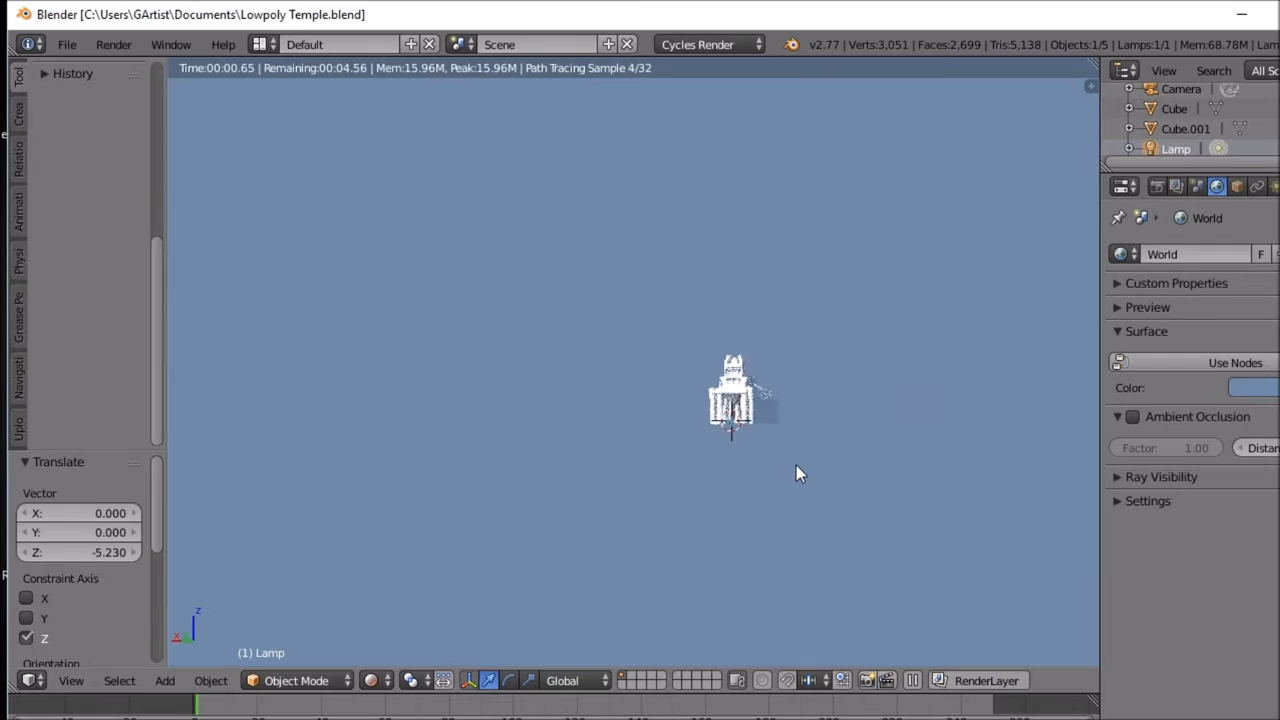 Blender [C:\Users\GArtist\Documents\Lowpoly Temple.blend]
File Render Window Help Default Scene Cycles Render v2.77 | Verts:3,051 | Faces:2,699 | Tris:5,138 | Objects:1/5 | Lamps:1/1 | Mem:68.78M | Lam
Time:00:00.65 | Remaining:00:04.56 | Mem:15.96M, Peak:15.96M | Path Tracing Sample 4/32
View Search All Sc
Tool
History
Camera
Crea
Cube
Cube.001
Lamp
Relatio
Animati
World
World F
Physi
Custom Properties
Grease Pe
Preview
Surface
Use Nodes
Navigati
Color:
Uplo
Ambient Occlusion
Factor: 1.00 Distan
Translate
Ray Visibility
Vector
Settings
X: 0.000
Y: 0.000
Z: -5.230
Constraint Axis
X
Y
Z
z
x
Orientation
(1) Lamp
View Select Add Object Object Mode Global RenderLayer